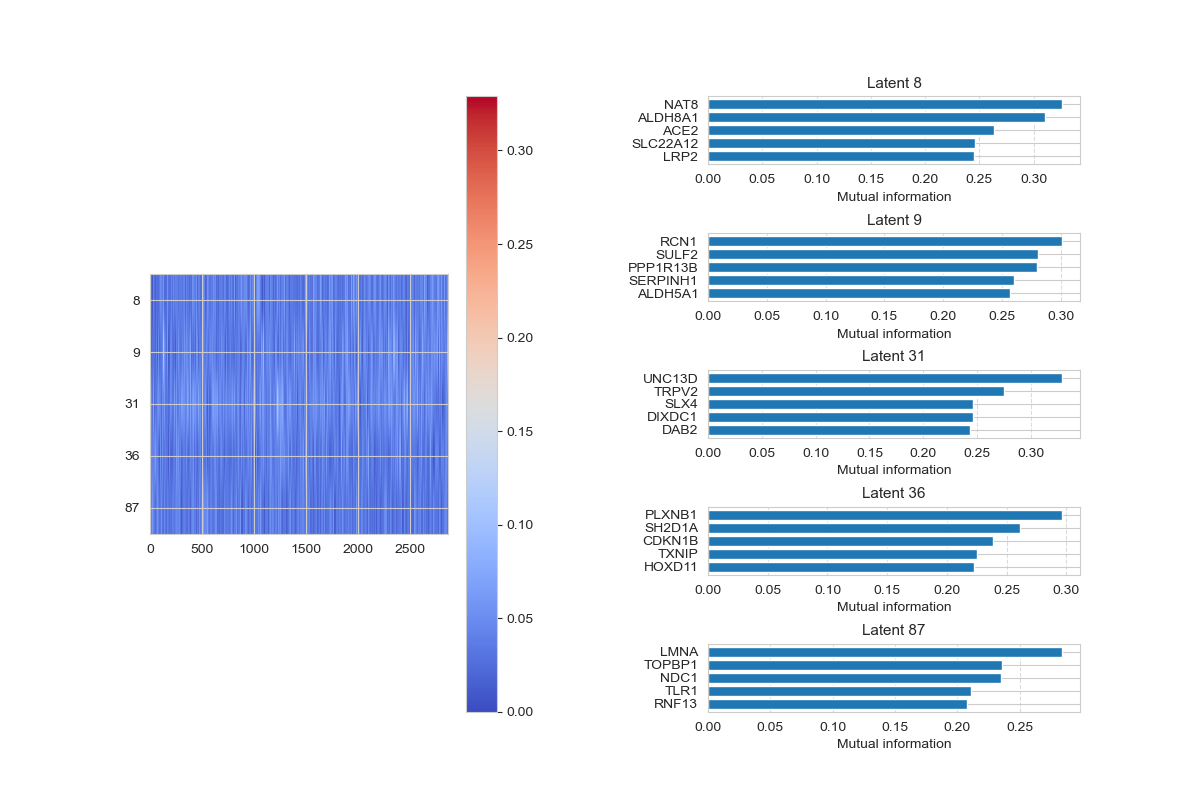 8
9
31
36
87
0 500 1000 1500 2000 2500
0.30
0.25
0.20
0.15
0.10
0.05
0.00
Latent 8
NAT8
ALDH8A1
ACE2
SLC22A12
LRP2
0.00 0.05 0.10 0.15 0.20 0.25 0.30
Mutual information
Latent 9
RCN1
SULF2
PPP1R13B
SERPINH1
ALDH5A1
0.00 0.05 0.10 0.15 0.20 0.25 0.30
Mutual information
Latent 31
UNC13D
TRPV2
SLX4
DIXDC1
DAB2
0.00 0.05 0.10 0.15 0.20 0.25 0.30
Mutual information
Latent 36
PLXNB1
SH2D1A
CDKN1B
TXNIP
HOXD11
0.00 0.05 0.10 0.15 0.20 0.25 0.30
Mutual information
Latent 87
LMNA
TOPBP1
NDC1
TLR1
RNF13
0.00 0.05 0.10 0.15 0.20 0.25
Mutual information